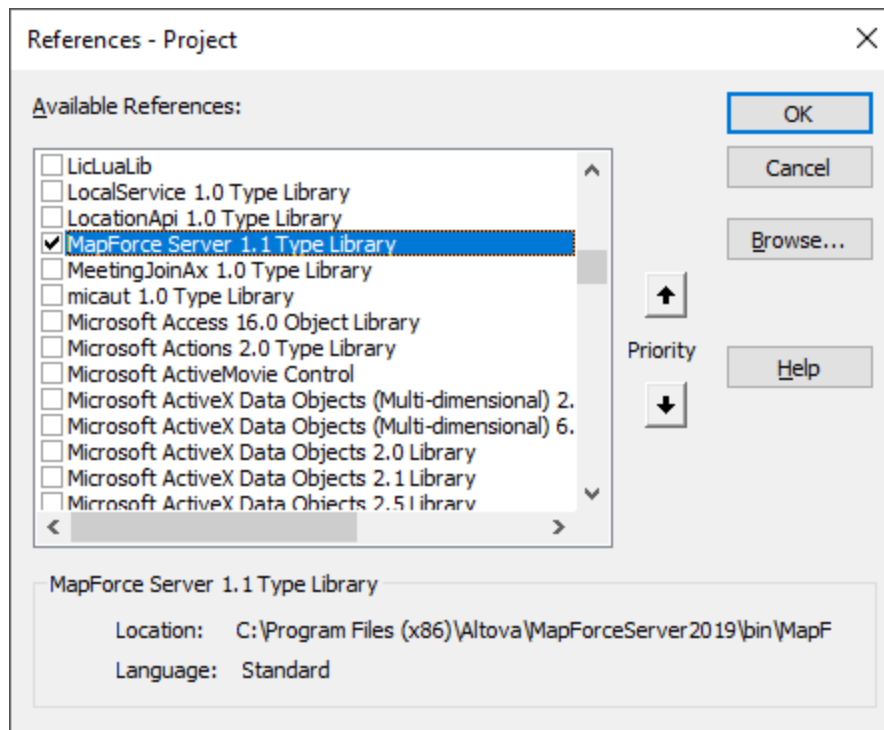 References - Project
Available References:
OK
LicLuaLib
Cancel
LocalService 1.0 Type Library
LocationApi 1.0 Type Library
MapForce Server 1.1 Type Library
Browse...
MeetingJoinAx 1.0 Type Library
micaut 1.0 Type Library
Microsoft Access 16.0 Object Library
Microsoft Actions 2.0 Type Library
Priority
Microsoft ActiveMovie Control
Help
Microsoft ActiveX Data Objects (Multi-dimensional) 2.
Microsoft ActiveX Data Objects (Multi-dimensional) 6.
Microsoft ActiveX Data Objects 2.0 Library
Microsoft ActiveX Data Objects 2.1 Library
Microsoft ActiveX Data Objects 2.5 Library
MapForce Server 1.1 Type Library
Location: C:\Program Files (x86)\Altova\MapForceServer2019\bin\MapF
Language: Standard